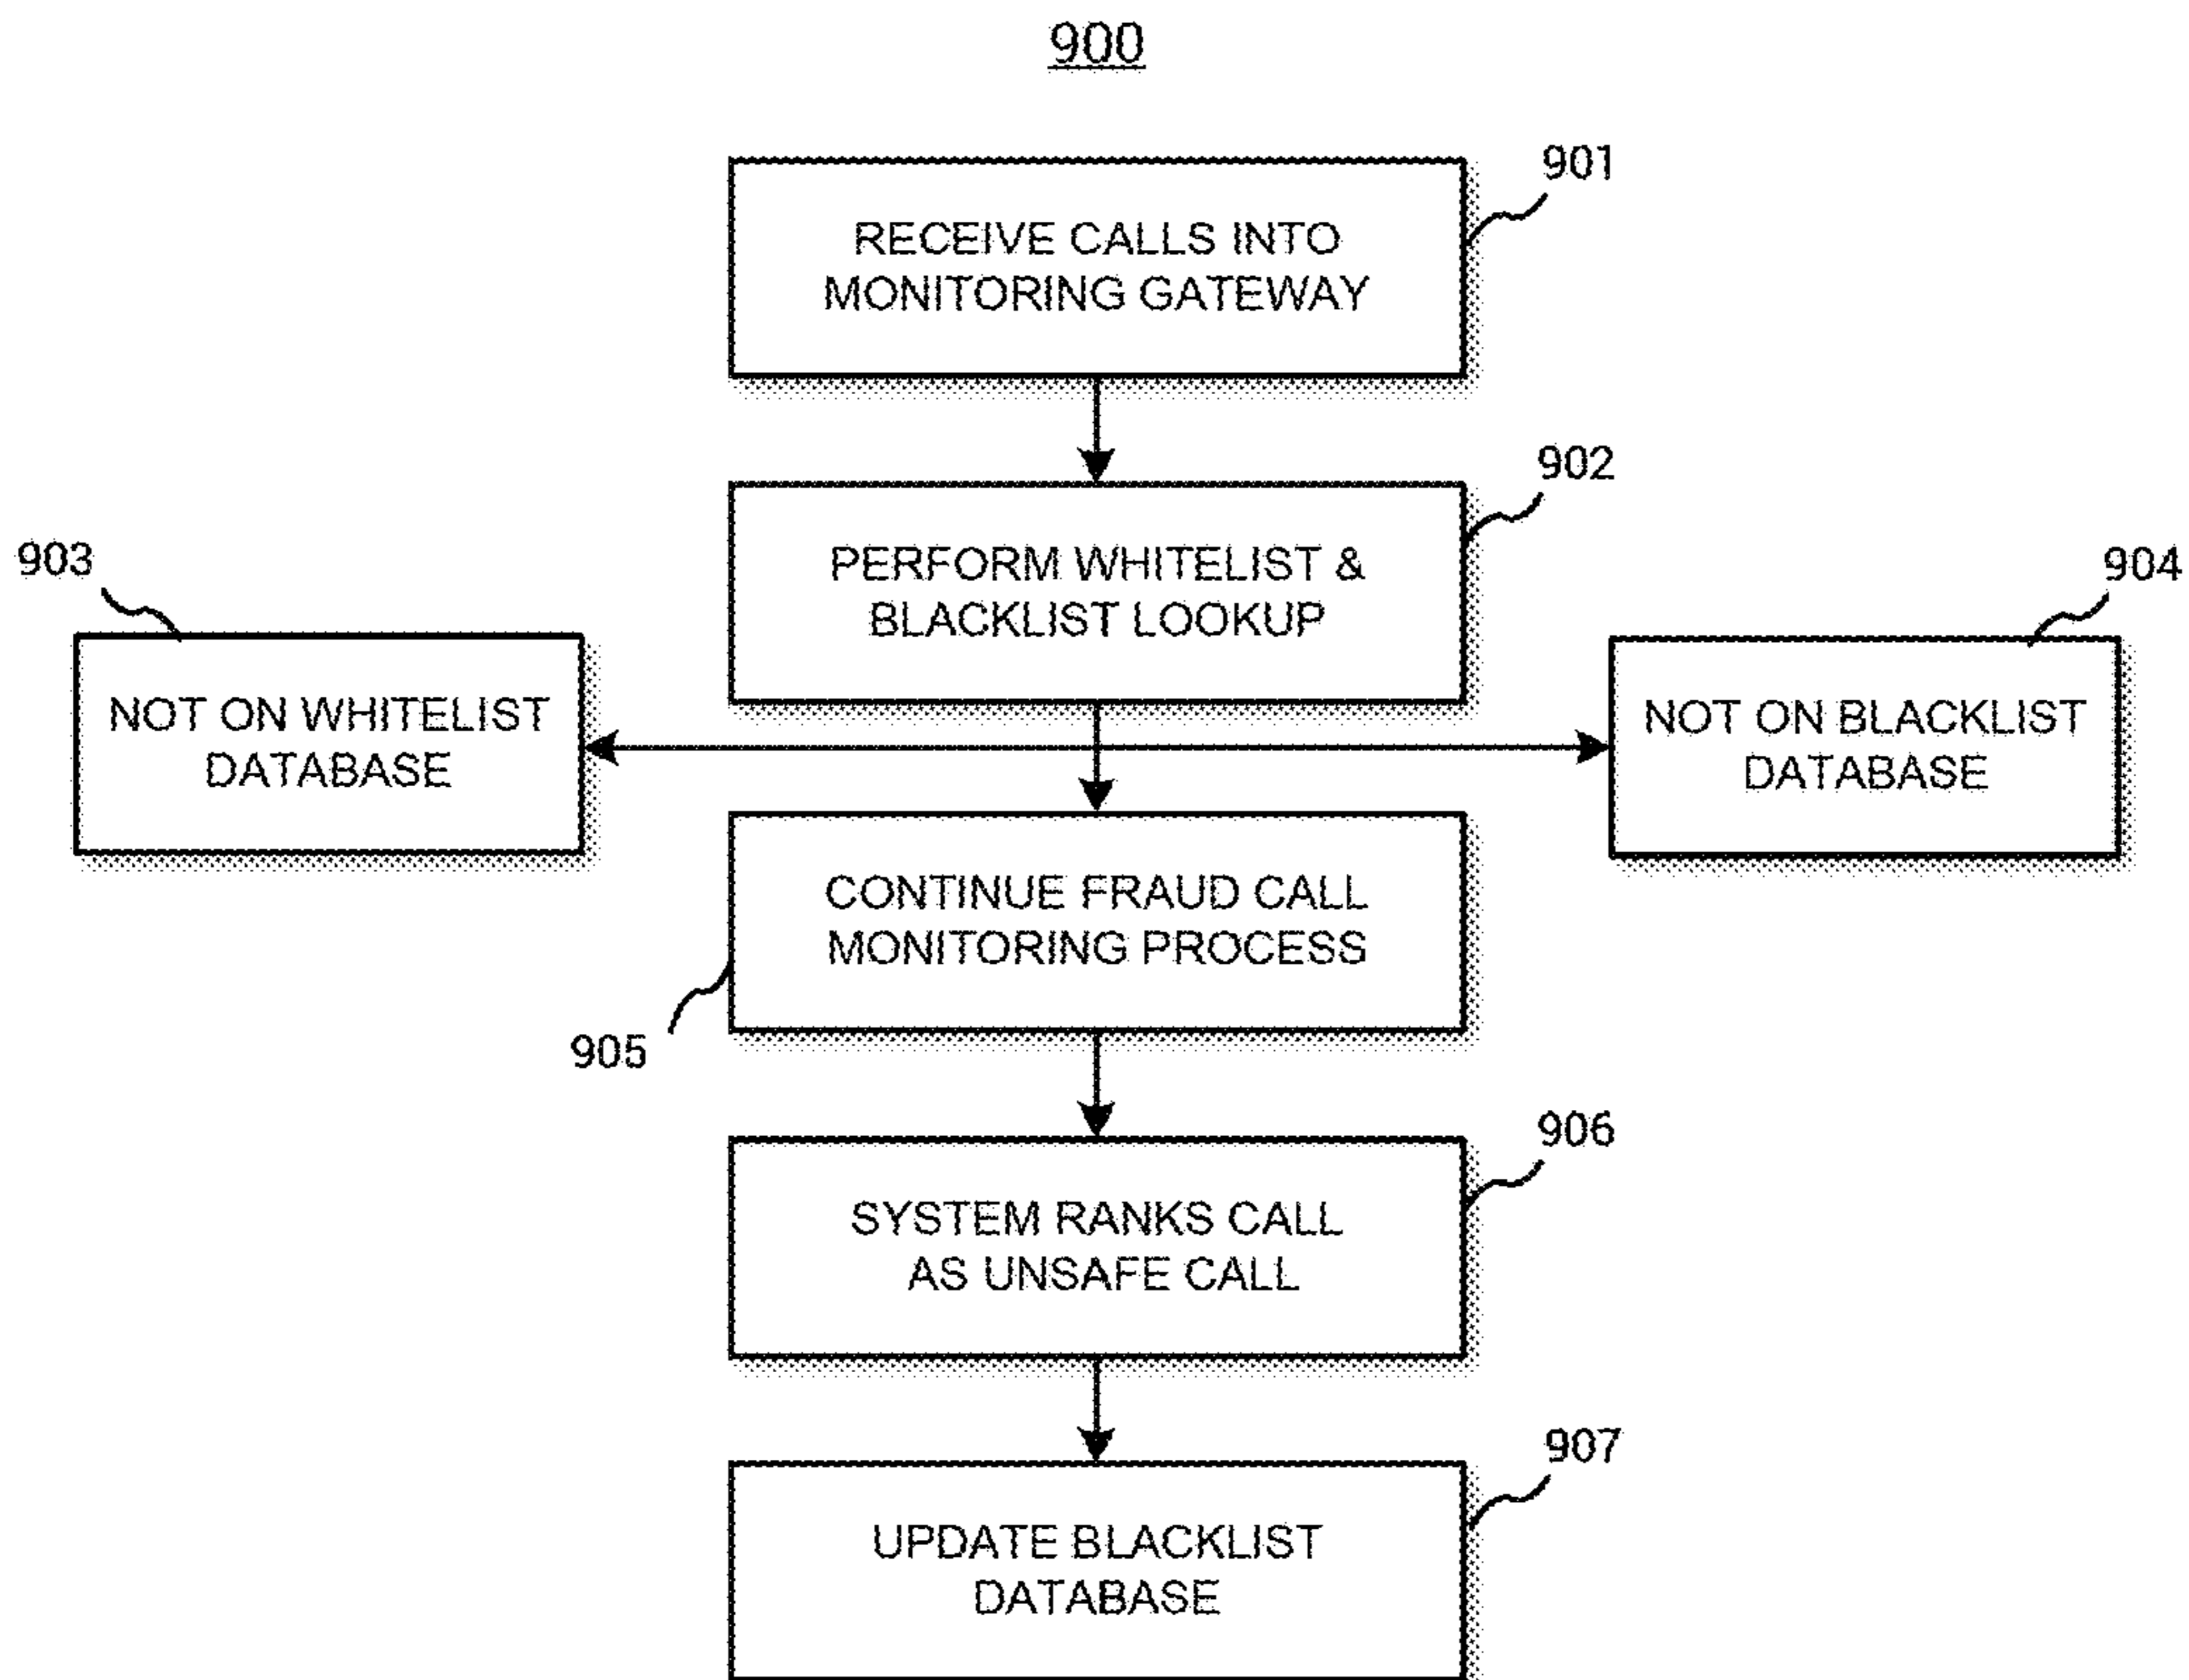 900
901
RECEIVE CALLS INTO
MONITORING GATEWAY
902
PERFORM WHITELIST &
BLACKLIST LOOKUP
903
NOT ON WHITELIST
DATABASE
904
NOT ON BLACKLIST
DATABASE
CONTINUE FRAUD CALL
MONITORING PROCESS
905
906
SYSTEM RANKS CALL
AS UNSAFE CALL
907
UPDATE BLACKLIST
DATABASE